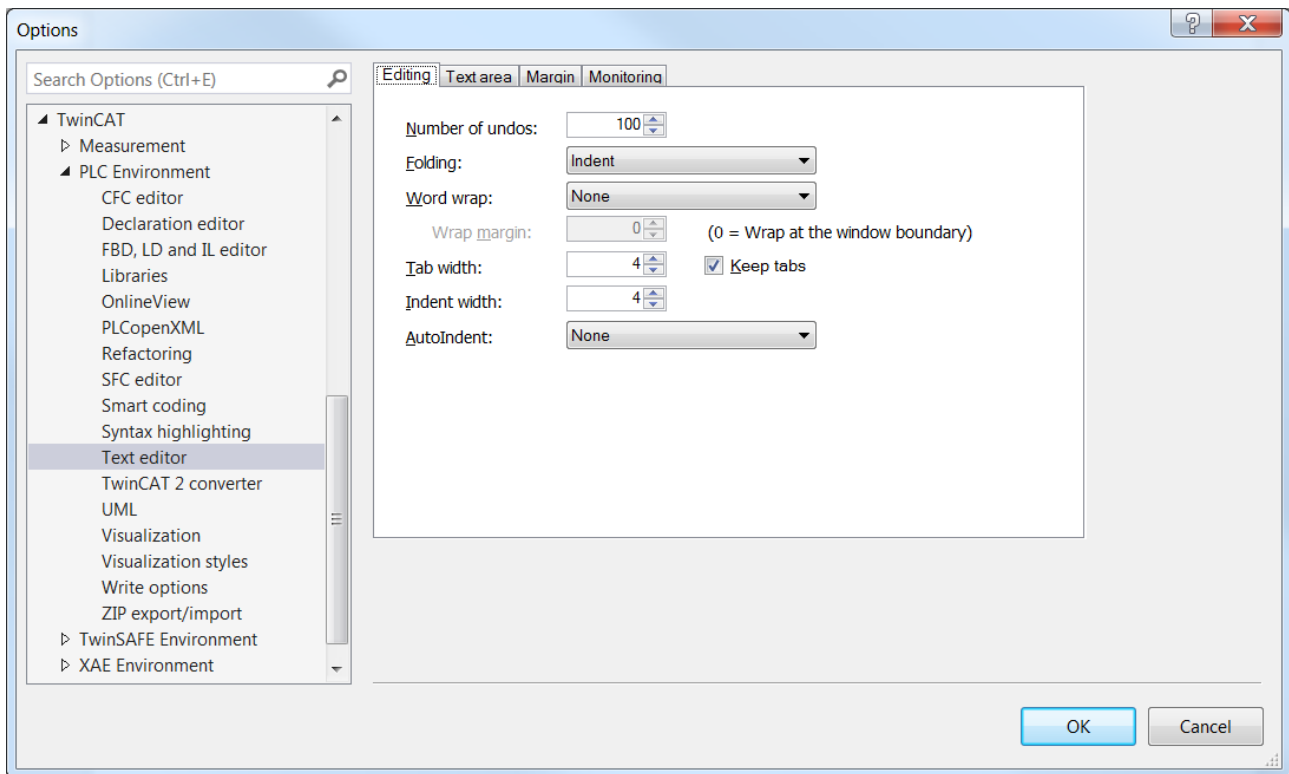 Options
Search Options (Ctrl+E)
TwinCAT
Measurement
PLC Environment
CFC editor
Declaration editor
FBD, LD and IL editor
Libraries
OnlineView
PLCopenXML
Refactoring
SFC editor
Smart coding
Syntax highlighting
Text editor
TwinCAT 2 converter
UML
Visualization
Visualization styles
Write options
ZIP export/import
TwinSAFE Environment
XAE Environment
Editing Text area Margin Monitoring
Number of undos: 100
Folding: Indent
Word wrap: None
Wrap margin: 0 (0 = Wrap at the window boundary)
Tab width: 4 Keep tabs
Indent width: 4
AutoIndent: None
OK Cancel